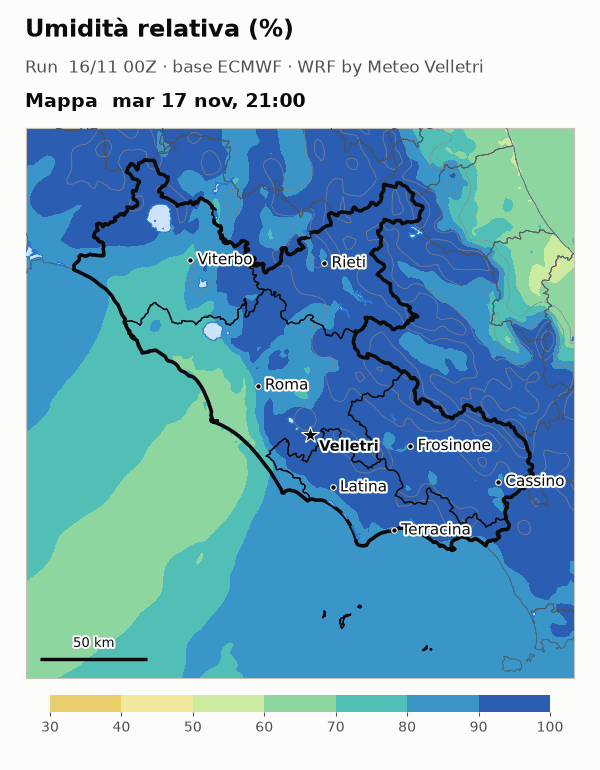 Umidità relativa (%)
Run 16/11 00Z · base ECMWF · WRF by Meteo Velletri
Mappa mar 17 nov, 21:00
Viterbo
Rieti
Roma
Velletri
Frosinone
Latina
Cassino
Terracina
50 km
30 40 50 60 70 80 90 100